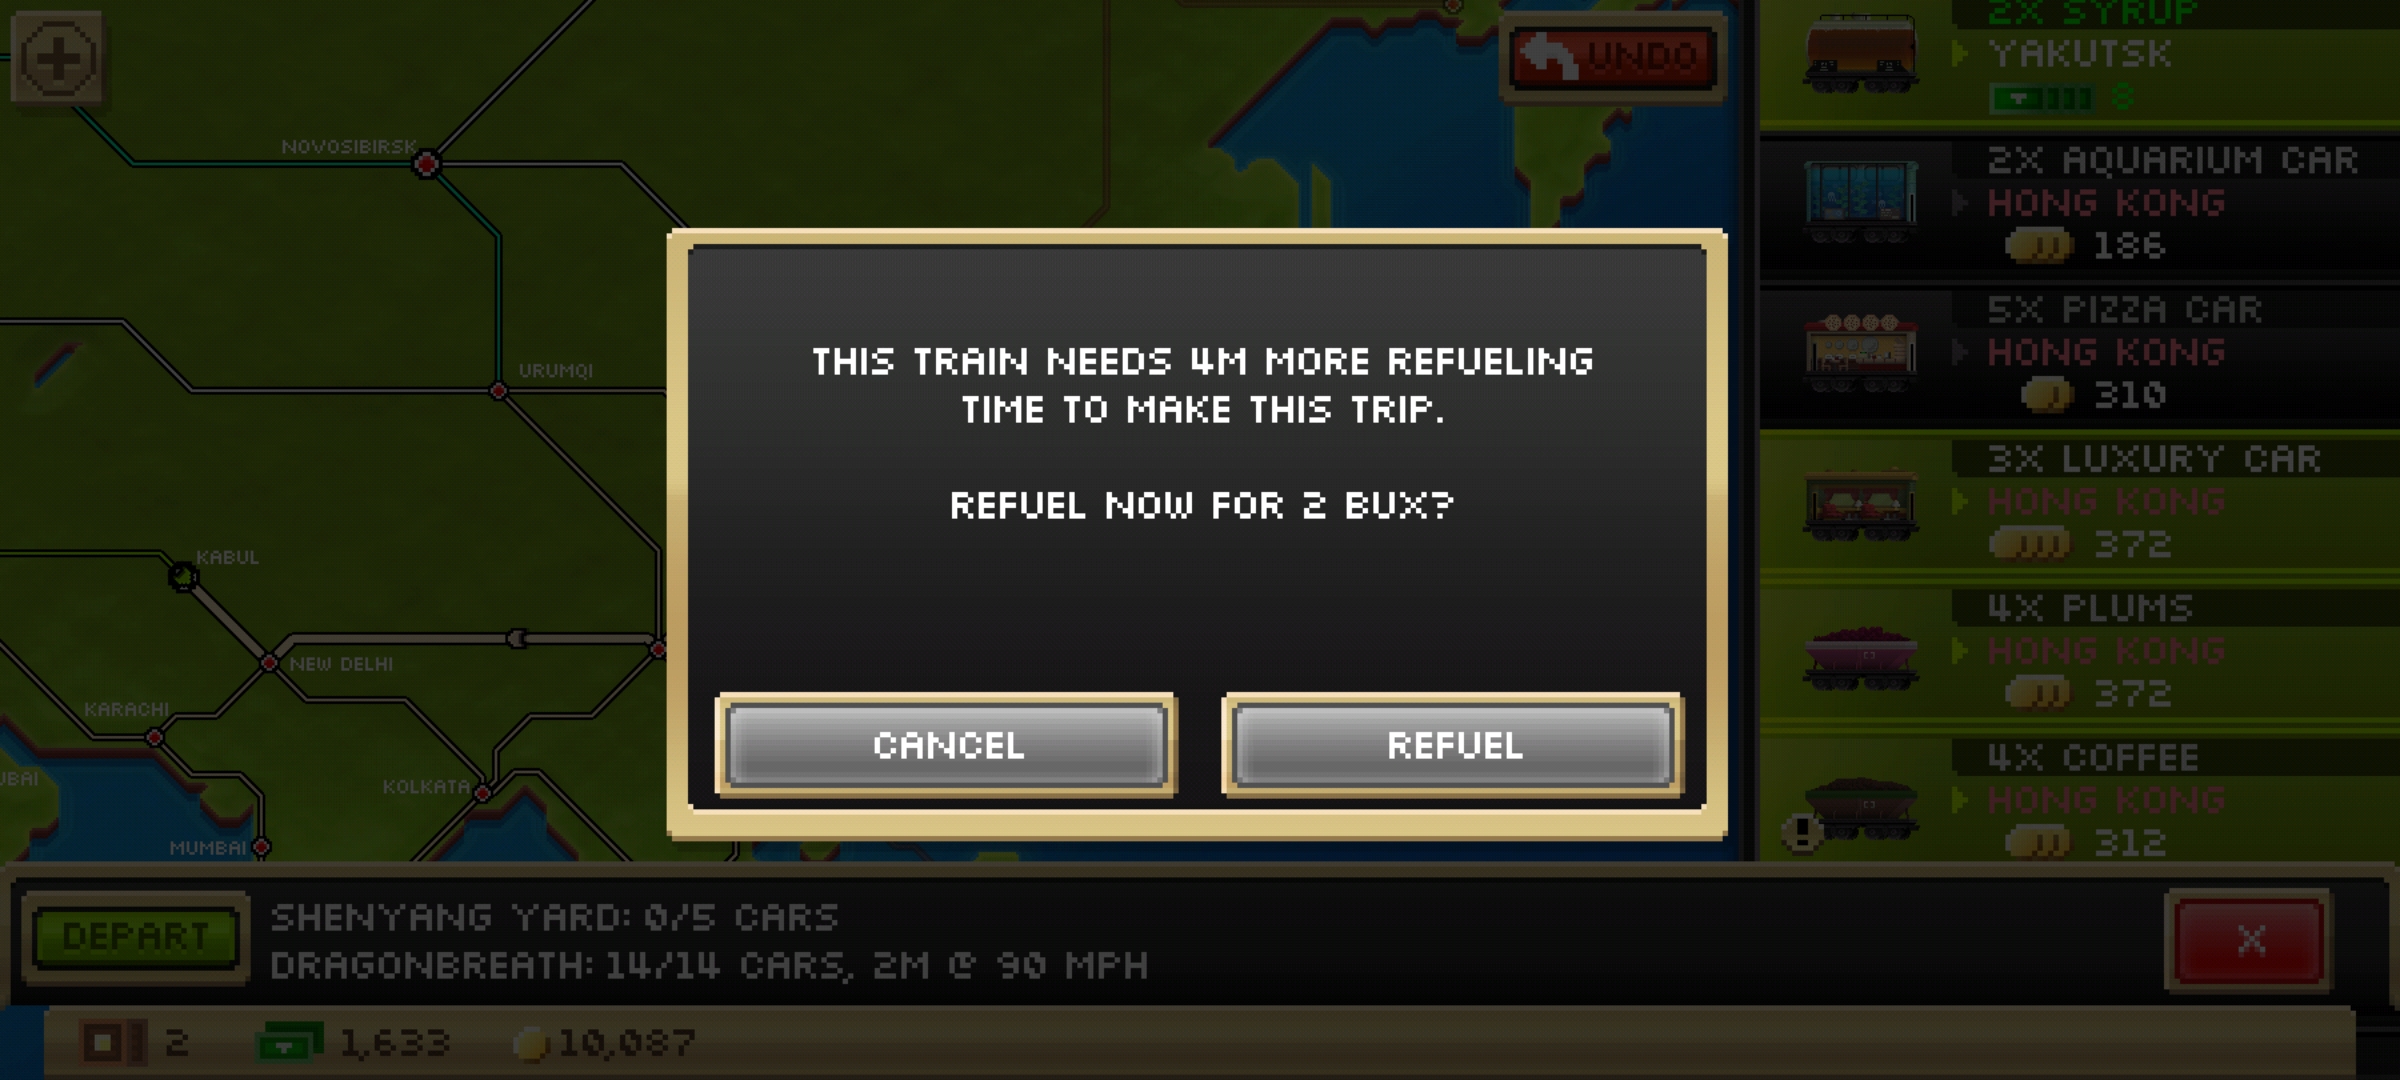 2X SYRUP
YAKUTSK
8
UNDO
NOVOSIBIRSK
2X AQUARIUM CAR
HONG KONG
186
5X PIZZA CAR
HONG KONG
310
THIS TRAIN NEEDS 4M MORE REFUELING
TIME TO MAKE THIS TRIP.
REFUEL NOW FOR 2 BUX?
URUMQI
3X LUXURY CAR
HONG KONG
372
KABUL
NEW DELHI
4X PLUMS
HONG KONG
372
KARACHI
CANCEL
REFUEL
UBAI
KOLKATA
MUMBAI
4X COFFEE
HONG KONG
312
DEPART
SHENYANG YARD: 0/5 CARS
DRAGONBREATH: 14/14 CARS, 2M @ 90 MPH
X
2
1,633
10,087